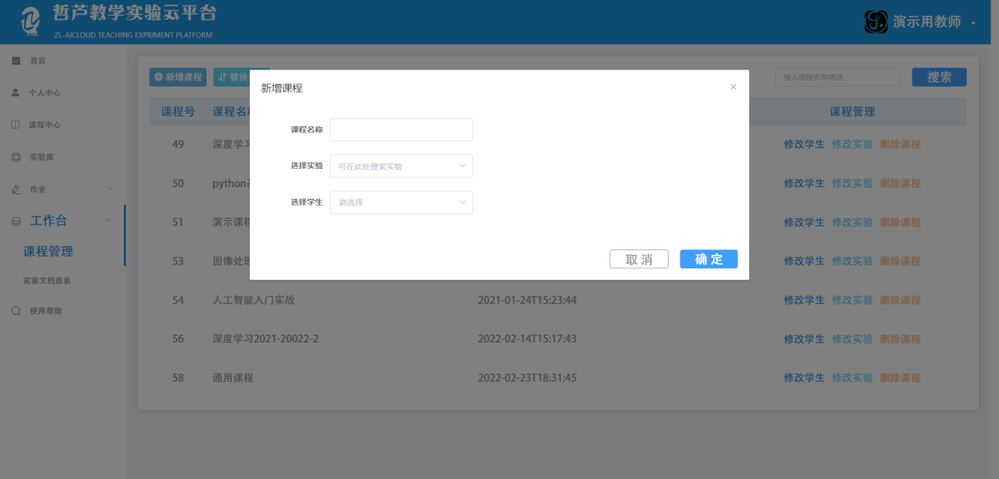 哲芦教学实验云平台
ZL-AICLOUD TEACHING EXPRIMENT PLATFORM
演示用教师
首页
个人中心
课程中心
实验库
作业
工作台
课程管理
实验文档查看
使用帮助
新增课程 替换
输入课程名称筛选 搜索
课程号 课程名称 课程管理
49 深度学习 修改学生 修改实验 删除课程
50 python 修改学生 修改实验 删除课程
51 演示课程 修改学生 修改实验 删除课程
53 图像处理 修改学生 修改实验 删除课程
54 人工智能入门实战 2021-01-24T15:23:44 修改学生 修改实验 删除课程
56 深度学习2021-20022-2 2022-02-14T15:17:43 修改学生 修改实验 删除课程
58 通用课程 2022-02-23T18:31:45 修改学生 修改实验 删除课程
新增课程
课程名称
选择实验 可在此处搜索实验
选择学生 请选择
取消 确定